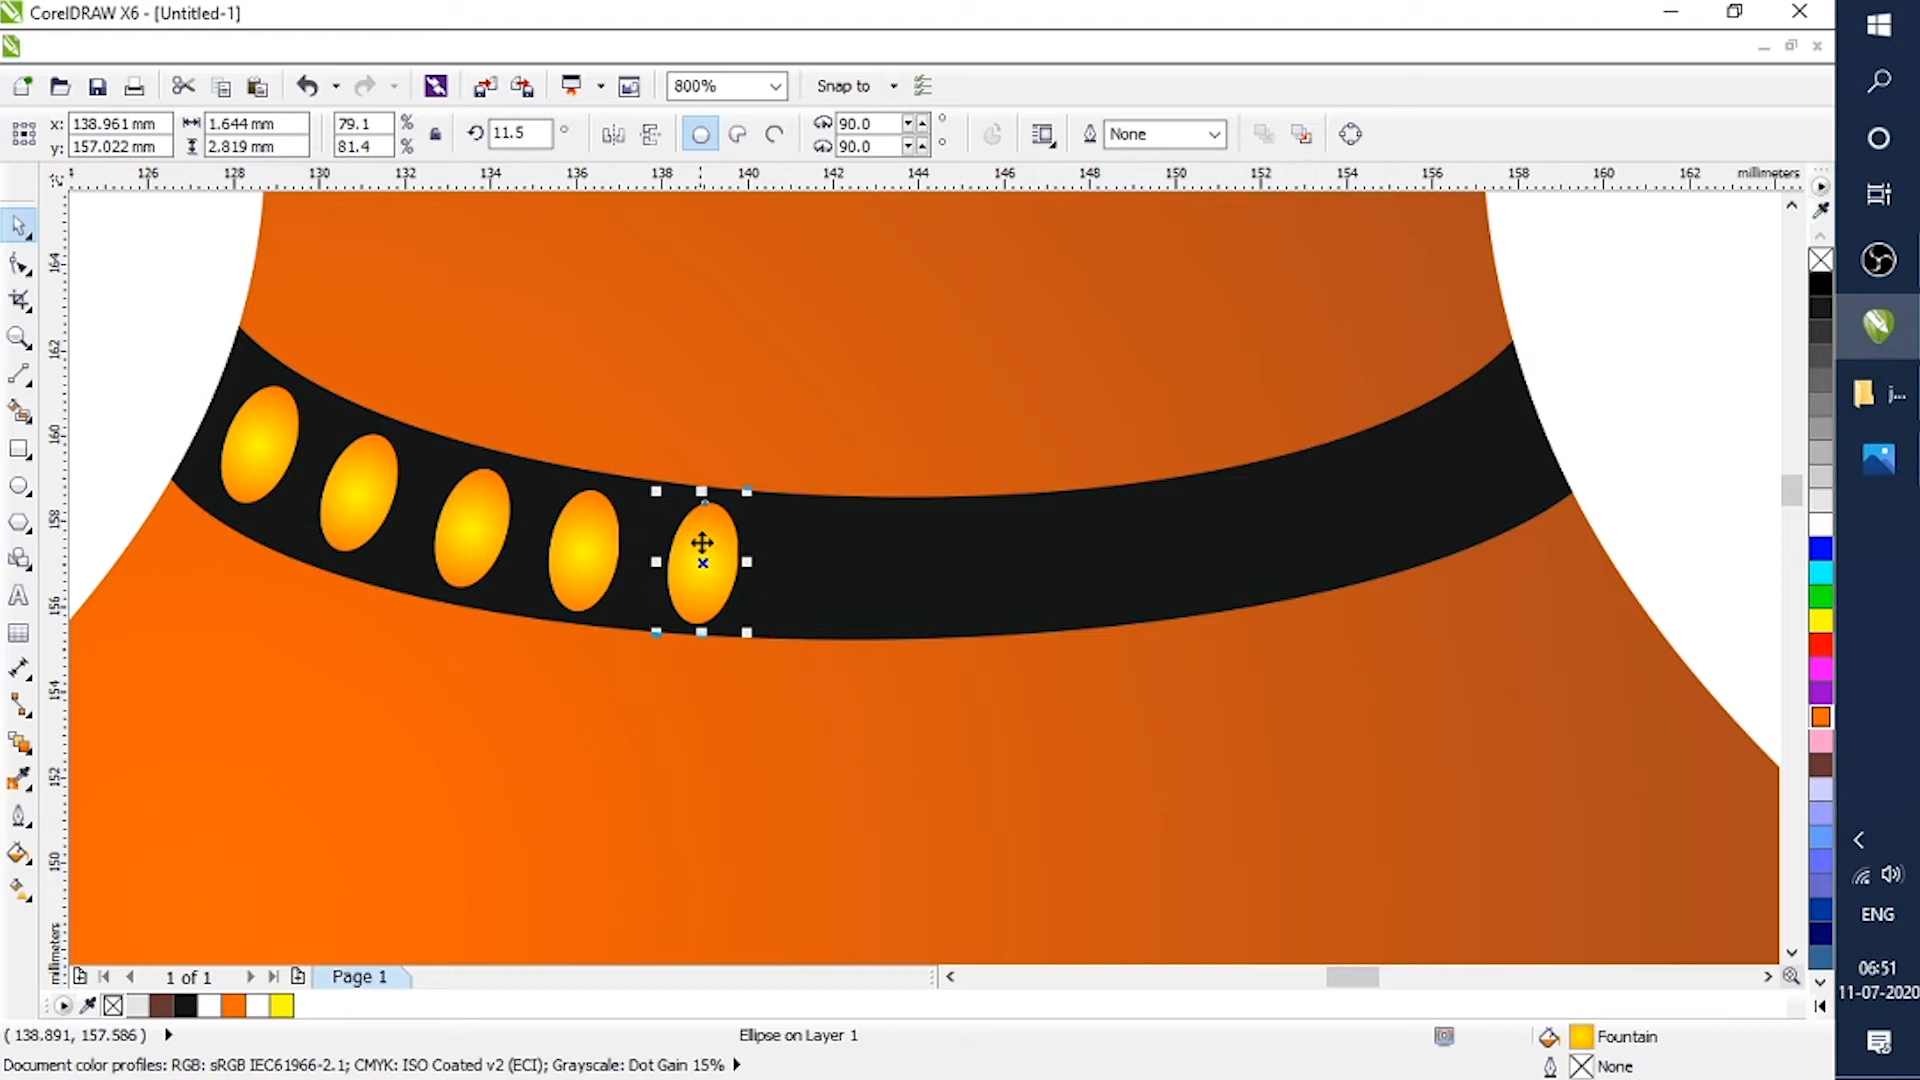 CorelDRAW X6 - [Untitled-1]
800%
Snap to
x: 138.961 mm
y: 157.022 mm
1.644 mm
2.819 mm
79.1 %
81.4 %
11.5 °
90.0 °
90.0 °
None
126 128 130 132 134 136 138 140 142 144 146 148 150 152 154 156 158 160 162 millimeters
164
162
160
158
156
154
152
150
millimeters
1 of 1
Page 1
( 138.891, 157.586 )
Ellipse on Layer 1
Fountain
Document color profiles: RGB: sRGB IEC61966-2.1; CMYK: ISO Coated v2 (ECI); Grayscale: Dot Gain 15%
None
j...
ENG
06:51
11-07-2020